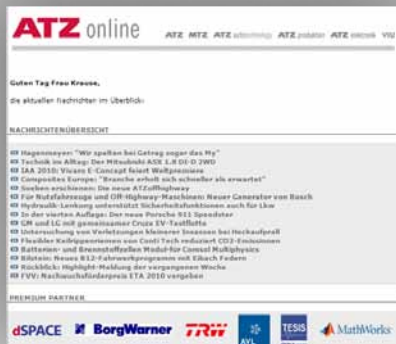 ATZ online
ATZ MTZ ATZ autotechnology ATZ produktion ATZ elektronik
Guten Tag Frau Krause,
die aktuellen Nachrichten im Überblick:
NACHRICHTENÜBERSICHT
Hagenmeyer: "Wir spalten bei Getrag sogar das My"
Technik im Alltag: Der Mitsubishi ASX 1.8 DI-D 2WD
IAA 2010: Vivaro E-Concept feiert Weltpremiere
Composites Europe: "Branche erholt sich schneller als erwartet"
Soeben erschienen: Die neue ATZoffhighway
Für Nutzfahrzeuge und Off-Highway-Maschinen: Neuer Generator von Bosch
Hydraulik-Lenkung unterstützt Sicherheitsfunktionen auch für Lkw
In der vierten Auflage: Der neue Porsche 911 Speedster
GM und LG mit gemeinsamer Cruze EV-Testflotte
Untersuchung von Verletzungen kleinerer Insassen bei Heckaufprall
Flexibler Keilrippenriemen von Conti Tech reduziert CO2-Emissionen
Batterien- und Brennstoffzellen Modul für Comsol Multiphysics
Bilstein: Neues B12-Fahrwerkprogramm mit Eibach Federn
Rückblick: Highlight-Meldung der vergangenen Woche
FVV: Nachwuchsförderpreis ETA 2010 vergeben
PREMIUM PARTNER
dSPACE BorgWarner TRW AVL TESIS MathWorks